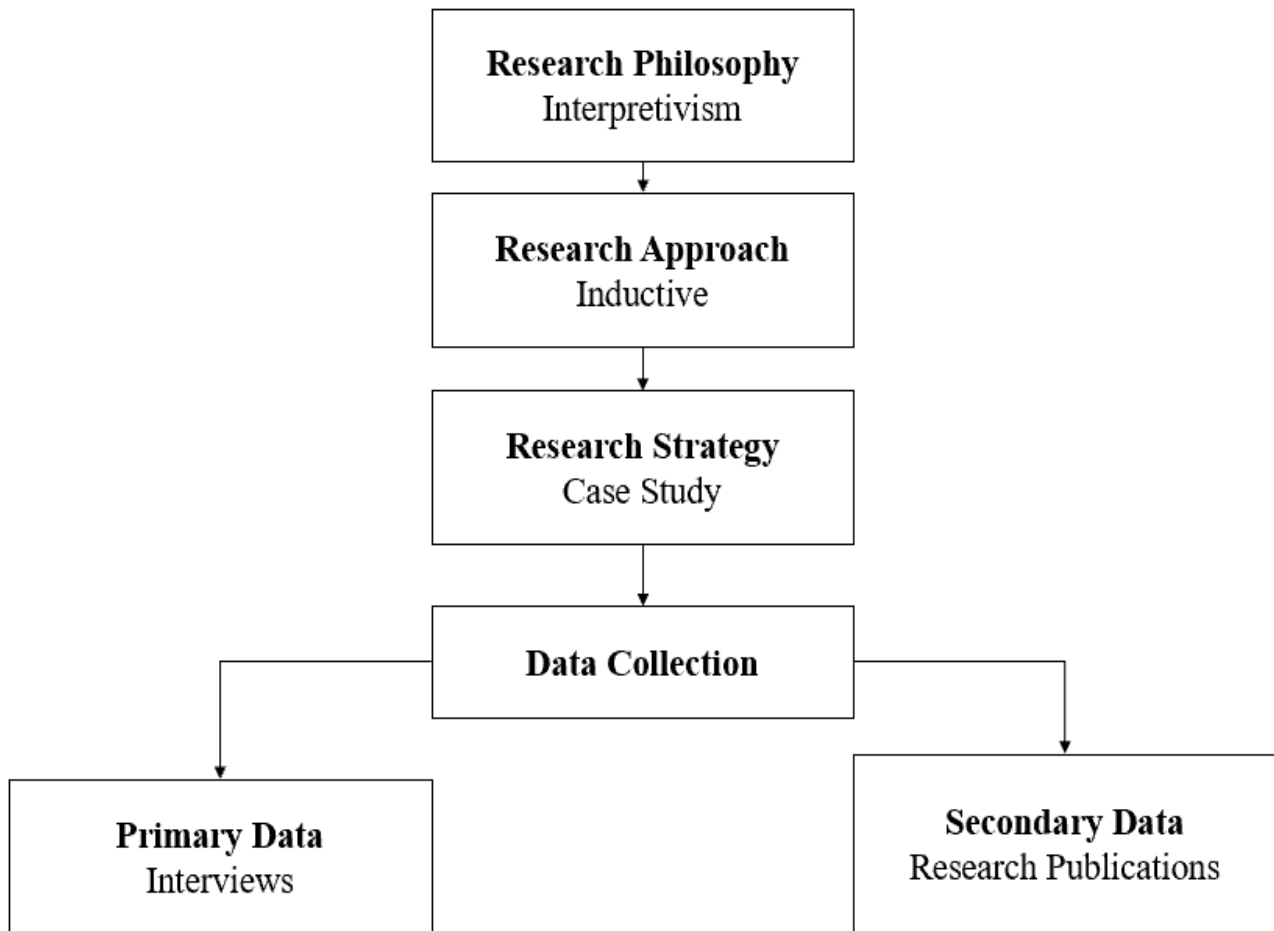 Research Philosophy
Interpretivism
Research Approach
Inductive
Research Strategy
Case Study
Data Collection
Primary Data
Interviews
Secondary Data
Research Publications